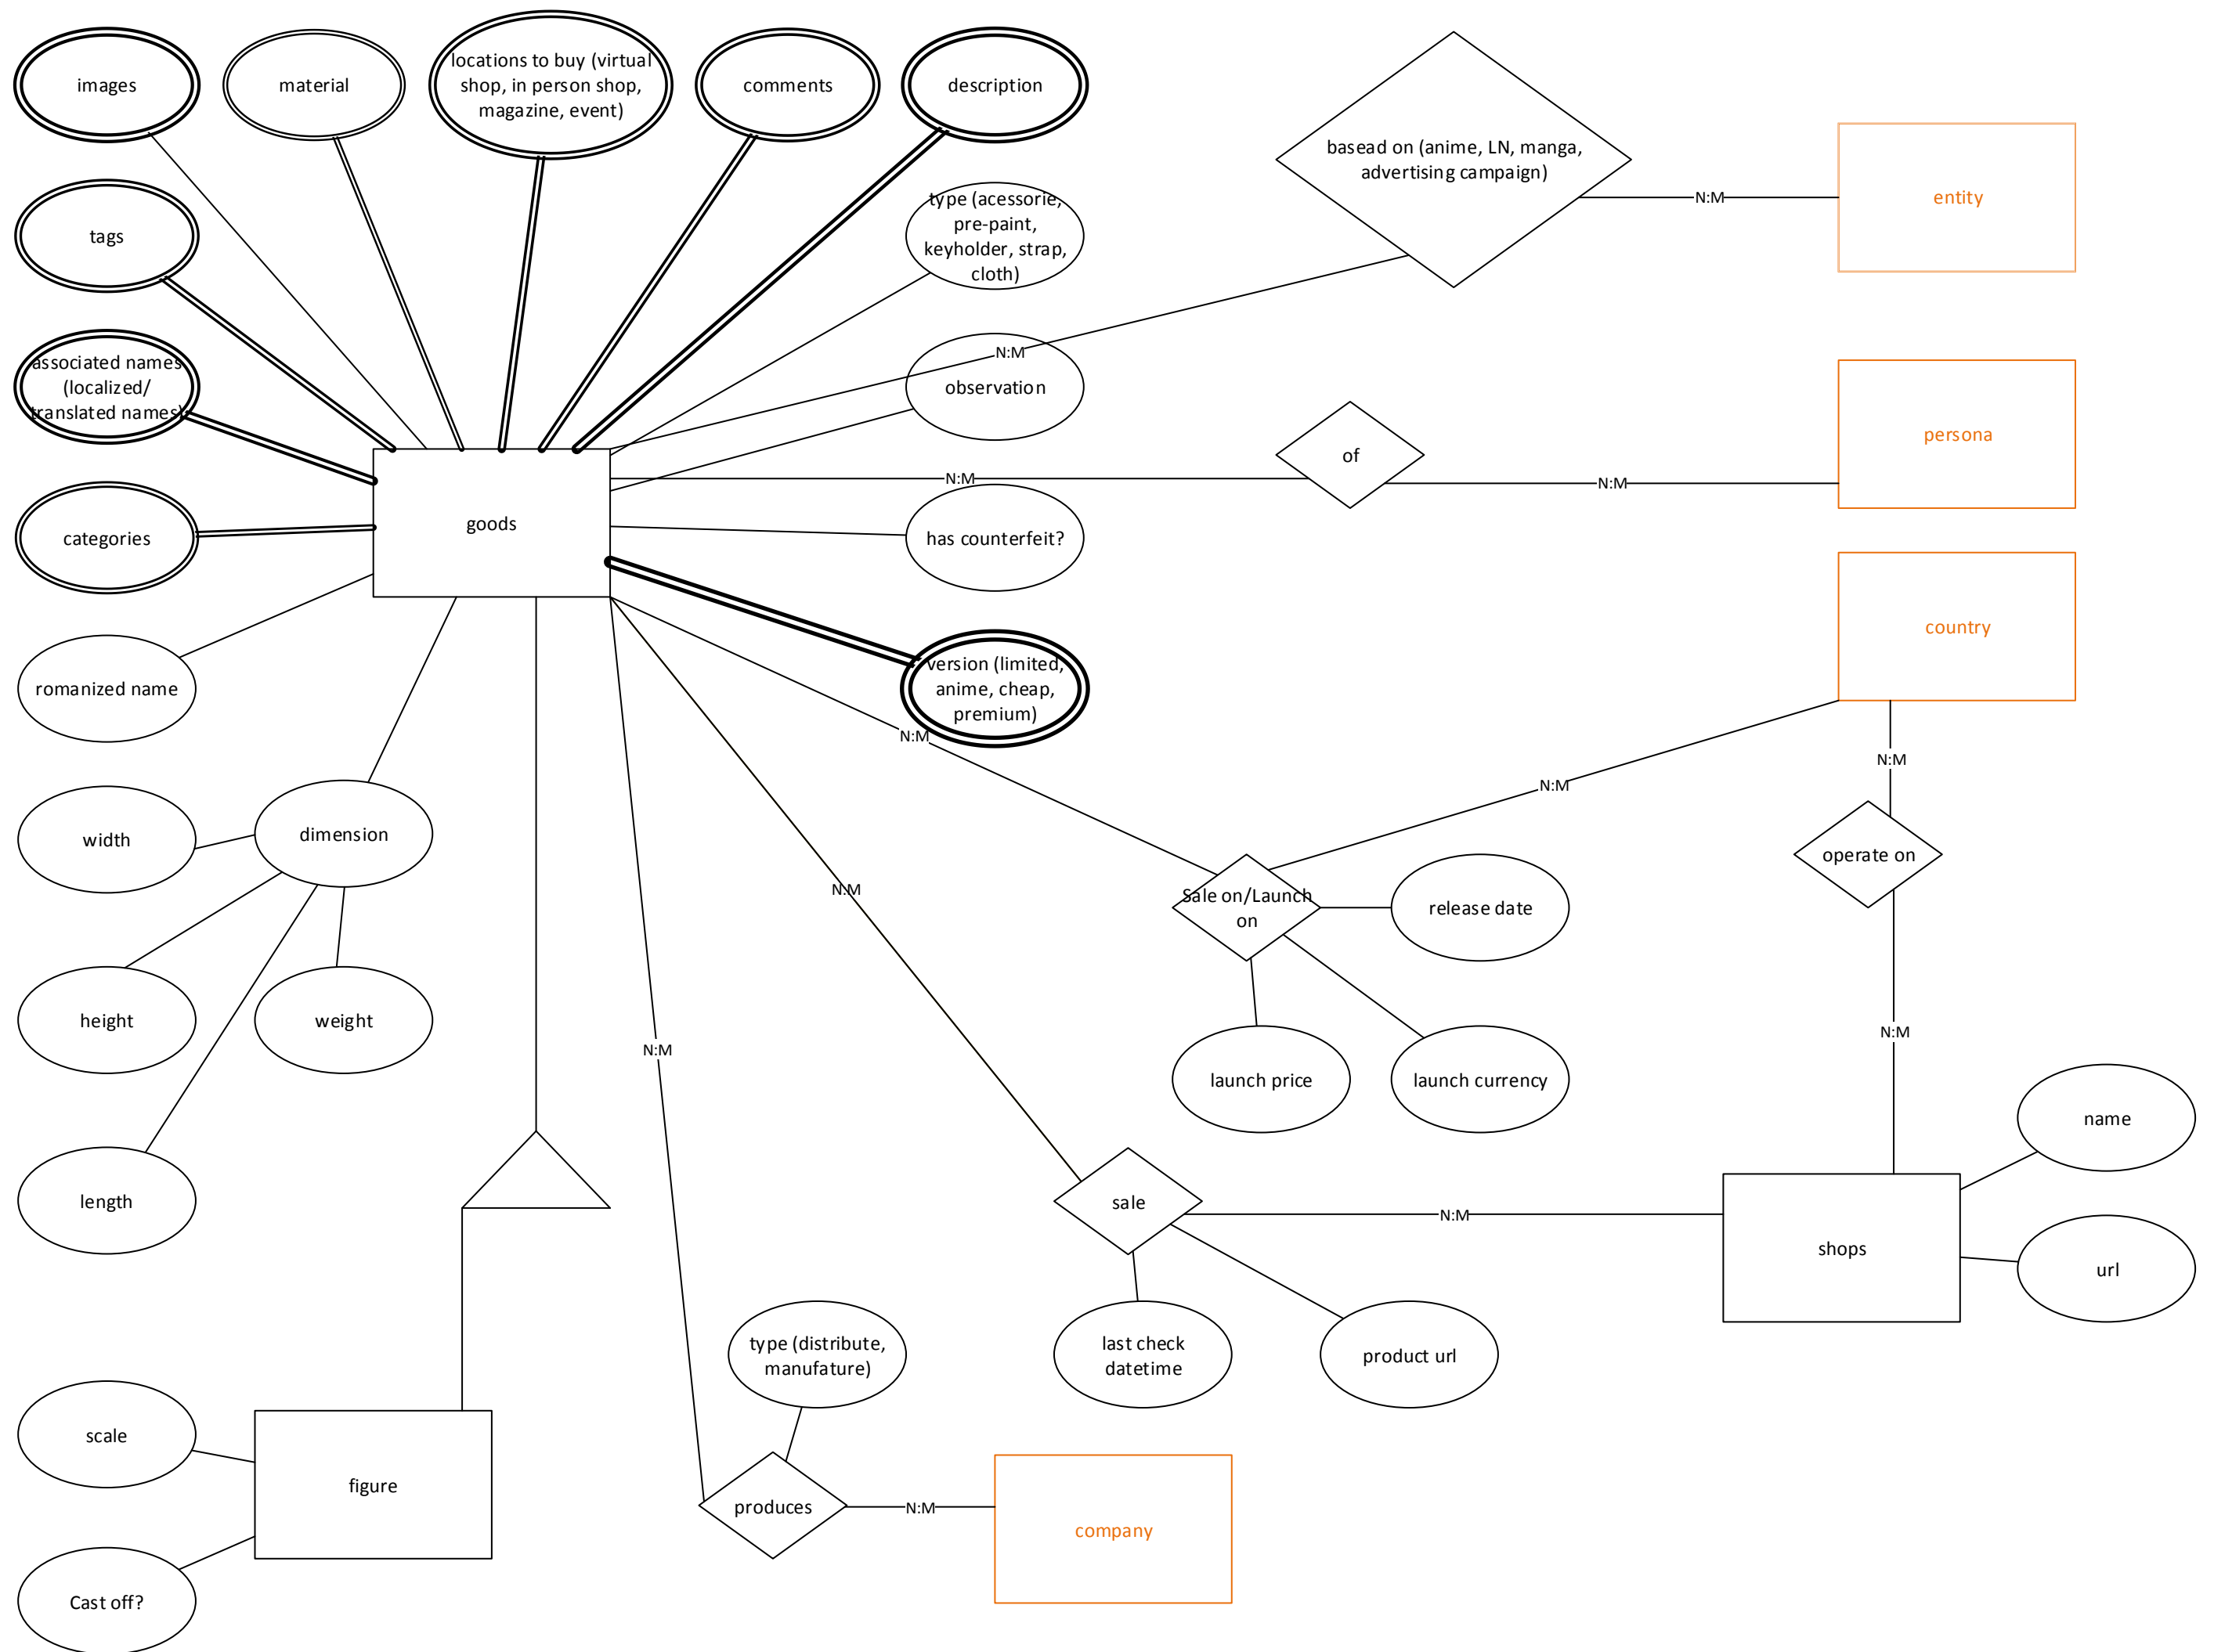 images
material
locations to buy (virtual
shop, in person shop,
magazine, event)
comments
description
basead on (anime, LN, manga,
advertising campaign)
N:M
entity
tags
type (acessorie,
pre-paint,
keyholder, strap,
cloth)
associated names
(localized/
translated names)
N:M
observation
of
persona
N:M
N:M
goods
categories
has counterfeit?
country
romanized name
version (limited,
anime, cheap,
premium)
N:M
N:M
N:M
width
dimension
operate on
N:M
Sale on/Launch
on
release date
height
weight
N:M
N:M
launch price
launch currency
name
length
sale
N:M
shops
url
type (distribute,
manufature)
last check
datetime
product url
scale
figure
produces
N:M
company
Cast off?